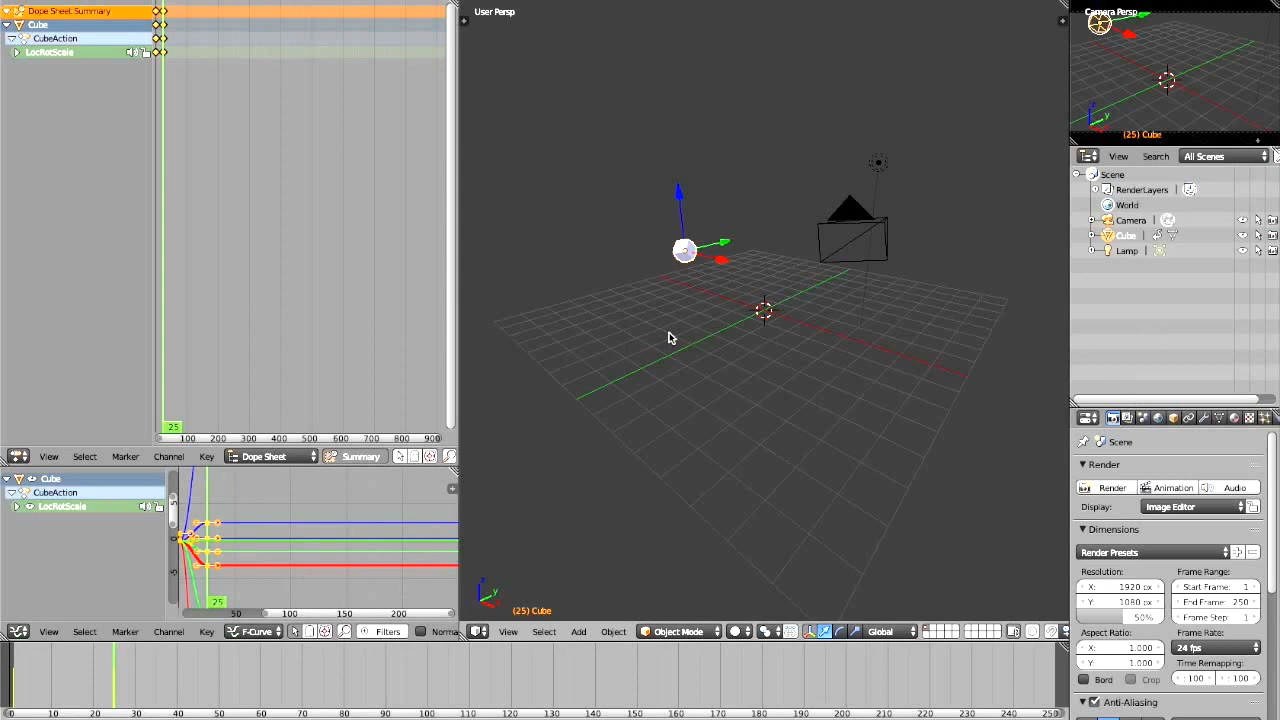 Dope Sheet Summary
Cube
CubeAction
LocRotScale
25
100 200 300 400 500 600 700 800 900
View Select Marker Channel Key Dope Sheet Summary
Cube
CubeAction
LocRotScale
5
0
-5
25
50 100 150 200
View Select Marker Channel Key F-Curve Filters Norma
0 10 20 30 40 50 60 70 80 90 100 110 120 130 140 150 160 170 180 190 200 210 220 230 240 250
User Persp
z
y
(25) Cube
View Select Add Object Object Mode Global
Camera Persp
z
y
(25) Cube
View Search All Scenes
Scene
RenderLayers
World
Camera
Cube
Lamp
Scene
Render
Render Animation Audio
Display: Image Editor
Dimensions
Render Presets
Resolution: Frame Range:
X: 1920 px Start Frame: 1
Y: 1080 px End Frame: 250
50% Frame Step: 1
Aspect Ratio: Frame Rate:
X: 1.000 24 fps
Y: 1.000 Time Remapping:
Bord Crop :100 :100
Anti-Aliasing